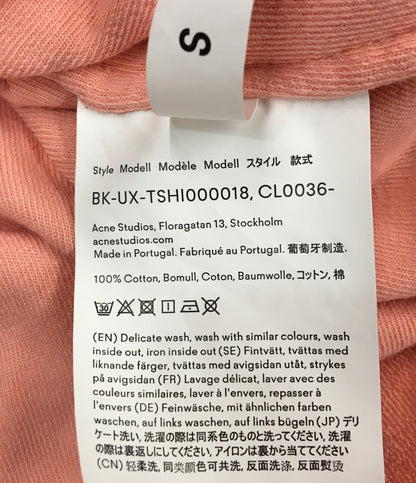 S
Style Modell Modèle Modell スタイル 款式
BK-UX-TSHI000018, CL0036-
Acne Studios, Floragatan 13, Stockholm
acnestudios.com
Made in Portugal. Fabriqué au Portugal. 葡萄牙制造.
100% Cotton, Bomull, Coton, Baumwolle, コットン, 棉
30
(EN) Delicate wash, wash with similar colours, wash
inside out, iron inside out (SE) Fintvätt, tvättas med
liknande färger, tvättas med avigsidan utåt, strykes
på avigsidan (FR) Lavage délicat, laver avec des
couleurs similaires, laver à l'envers, repasser à
l'envers (DE) Feinwäsche, mit ähnlichen farben
waschen, auf links waschen, auf links bügeln (JP) デリ
ケート洗い, 洗濯の際は同系色のものと洗ってください, 洗濯
の際は裏返しにしてください, アイロンは裏から当ててください
(CN) 轻柔洗, 同类颜色可共洗, 反面洗涤, 反面熨烫